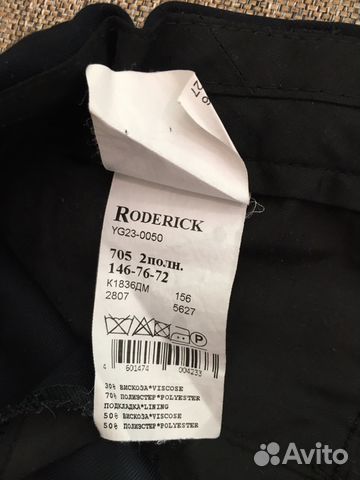 RODERICK
YG23-0050
705 2полн.
146-76-72
К1836ДМ 156
2807 5627
P
4 601474 004233
30% ВИСКОЗА*VISCOSE
70% ПОЛИЭСТЕР*POLYESTER
ПОДКЛАДКА*LINING
50% ВИСКОЗА*VISCOSE
50% ПОЛИЭСТЕР*POLYESTER
Avito